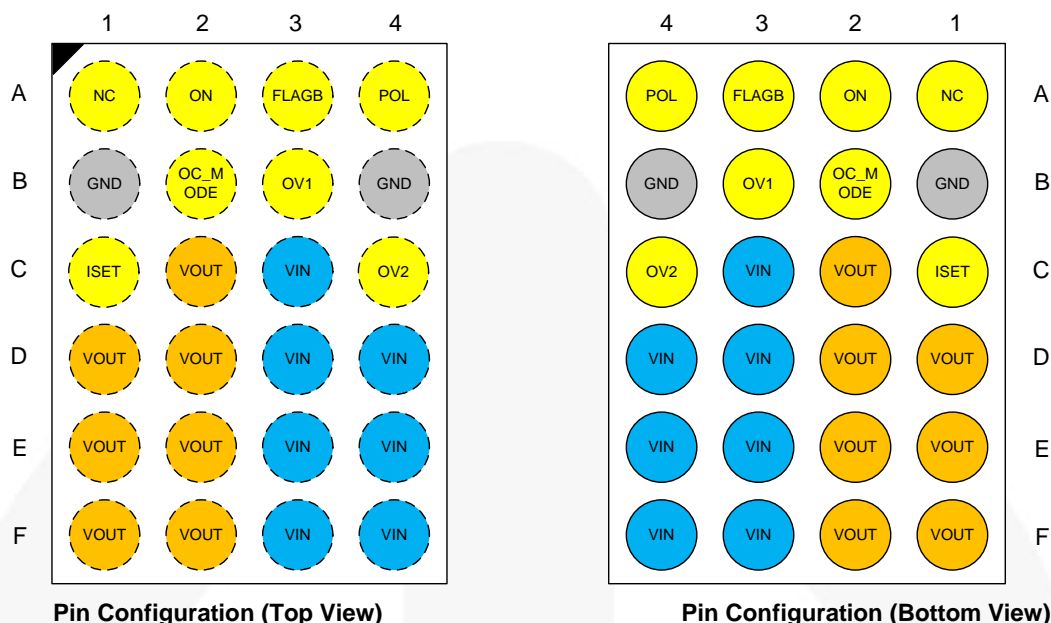 1 2 3 4 4 3 2 1
A NC ON FLAGB POL POL FLAGB ON NC A
B GND OC_M OV1 GND GND OV1 OC_M GND B
ODE ODE
C ISET VOUT VIN OV2 OV2 VIN VOUT ISET C
D VOUT VOUT VIN VIN VIN VIN VOUT VOUT D
E VOUT VOUT VIN VIN VIN VIN VOUT VOUT E
F VOUT VOUT VIN VIN VIN VIN VOUT VOUT F
Pin Configuration (Top View) Pin Configuration (Bottom View)